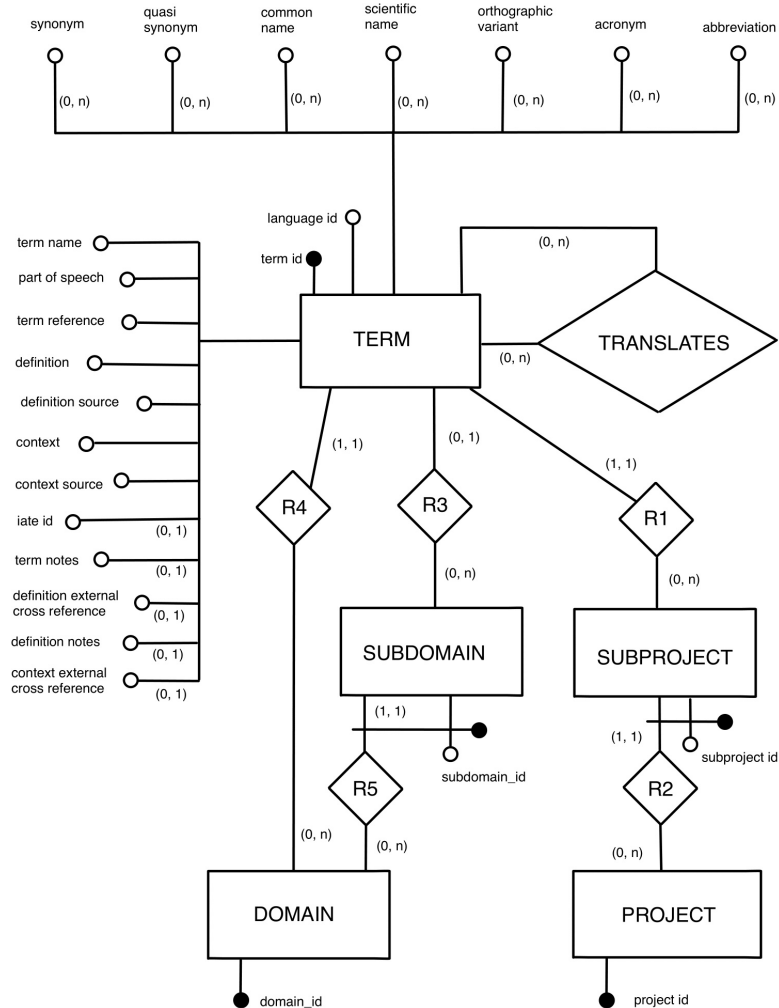 synonym
quasi
synonym
common
name
scientific
name
orthographic
variant
acronym
abbreviation
(0, n)
(0, n)
(0, n)
(0, n)
(0, n)
(0, n)
(0, n)
language id
term id
term name
part of speech
term reference
definition
definition source
context
context source
iate id
(0, 1)
term notes
(0, 1)
definition external
cross reference
(0, 1)
definition notes
(0, 1)
context external
cross reference
(0, 1)
TERM
(0, n)
(0, n)
TRANSLATES
(1, 1)
(0, 1)
(1, 1)
R4
R3
R1
(0, n)
(0, n)
SUBDOMAIN
SUBPROJECT
(1, 1)
(1, 1)
subdomain_id
subproject id
R5
R2
(0, n)
(0, n)
(0, n)
DOMAIN
PROJECT
domain_id
project id